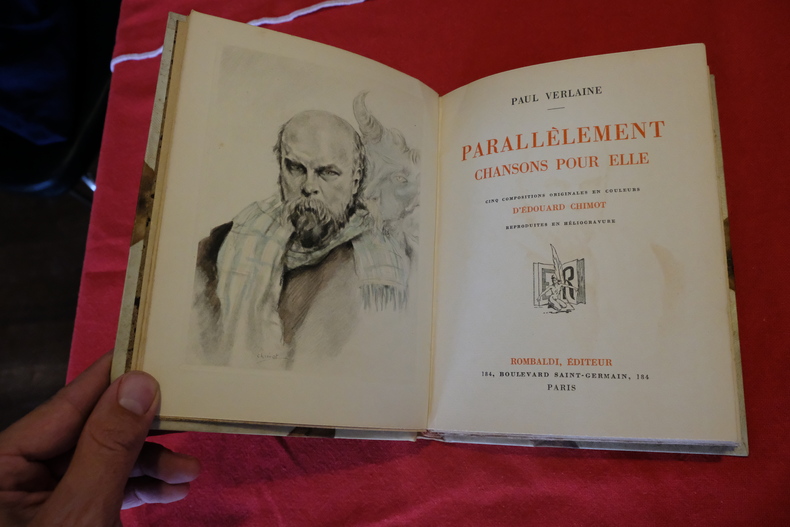 PAUL VERLAINE
PARALLÈLEMENT
CHANSONS POUR ELLE
CINQ COMPOSITIONS ORIGINALES EN COULEURS
D'ÉDOUARD CHIMOT
REPRODUITES EN HÉLIOGRAVURE
R
ROMBALDI, ÉDITEUR
184, BOULEVARD SAINT-GERMAIN, 184
PARIS